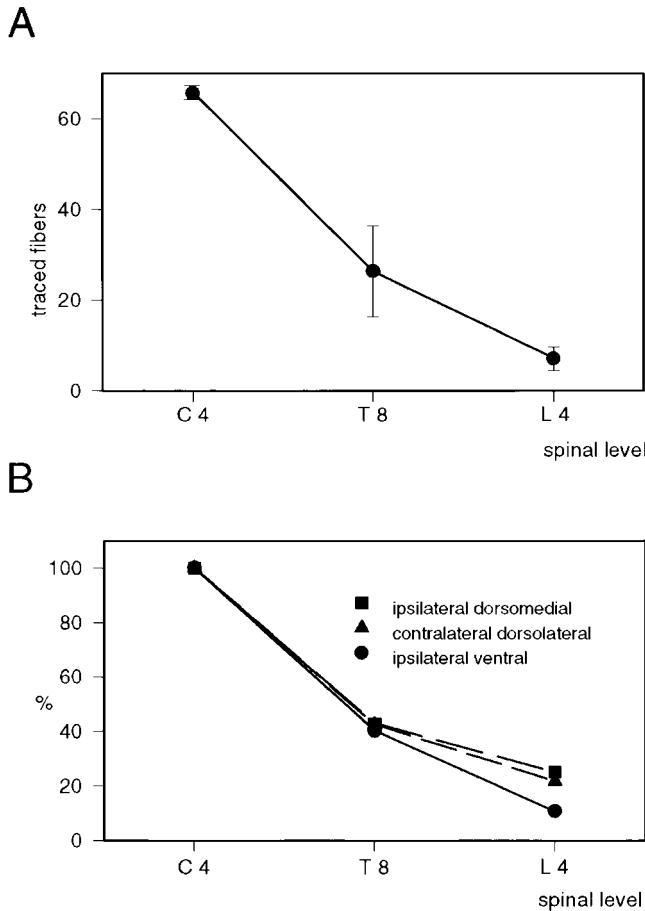 A
60
40
20
0
traced fibers
C 4
T 8
L 4
spinal level
B
100
80
60
40
20
0
%
ipsilateral dorsomedial
contralateral dorsolateral
ipsilateral ventral
C 4
T 8
L 4
spinal level